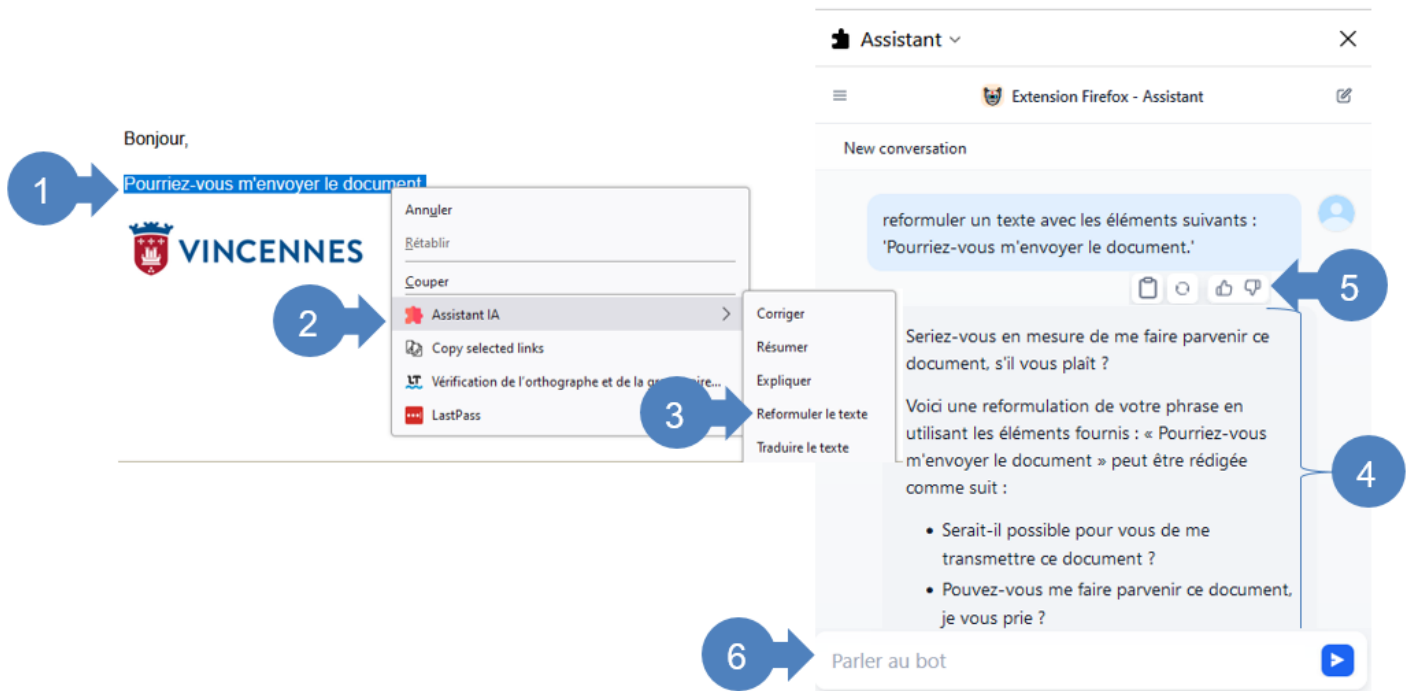 Bonjour,
1
Pourriez-vous m'envoyer le document.
VINCENNES
Annuler
Rétablir
Couper
2
Assistant IA
Copy selected links
LT Vérification de l'orthographe et de la
LastPass
Corriger
Résumer
Expliquer
3
Reformuler le texte
Traduire le texte
Assistant
Extension Firefox - Assistant
New conversation
reformuler un texte avec les éléments suivants :
'Pourriez-vous m'envoyer le document.'
5
Seriez-vous en mesure de me faire parvenir ce
document, s'il vous plaît ?
Voici une reformulation de votre phrase en
utilisant les éléments fournis : « Pourriez-vous
m'envoyer le document » peut être rédigée
comme suit :
4
• Serait-il possible pour vous de me
transmettre ce document ?
• Pouvez-vous me faire parvenir ce document,
je vous prie ?
6
Parler au bot